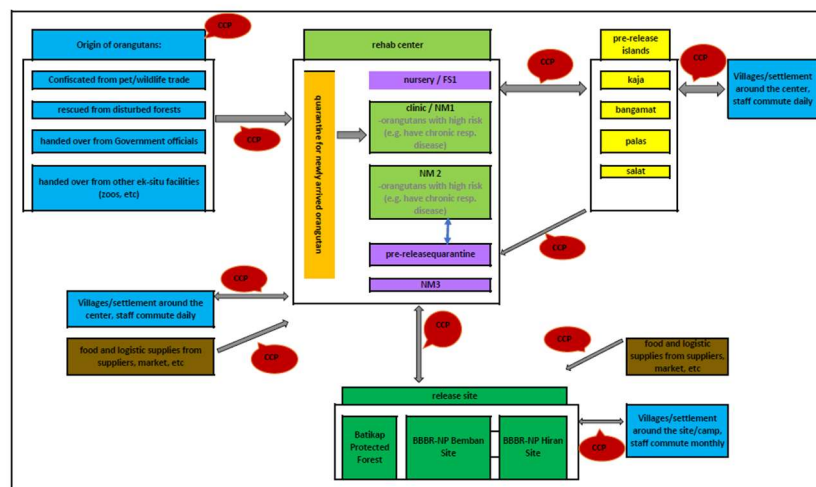 CCP
Origin of orangutans:
Confiscated from pet/wildlife trade
rescued from disturbed forests
handed over from Government officials
handed over from other ek-situ facilities
(zoos, etc)
CCP
rehab center
quarantine for newly arrived orangutan
nursery / FS1
clinic / NM1
-orangutans with high risk
(e.g. have chronic resp.
disease)
NM 2
-orangutans with high risk
(e.g. have chronic resp.
disease)
pre-releasequarantine
NM3
CCP
pre-release
islands
kaja
bangamat
palas
salat
CCP
Villages/settlement
around the center,
staff commute daily
CCP
CCP
Villages/settlement around the
center, staff commute daily
food and logistic supplies from
suppliers, market, etc
CCP
CCP
CCP
food and logistic
supplies from suppliers,
market, etc
release site
Batikap
Protected
Forest
BBBR-NP Bemban
Site
BBBR-NP Hiran
Site
Villages/settlement
around the site/camp,
staff commute monthly
CCP